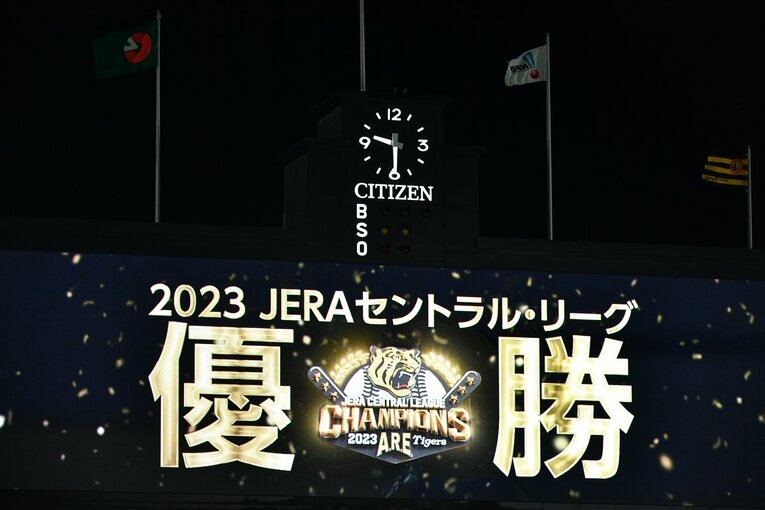 12
9
3
CITIZEN
B
S
O
2023 JERAセントラル・リーグ
優勝
JERA CENTRAL LEAGUE
CHAMPIONS
2023 ARE Tigers